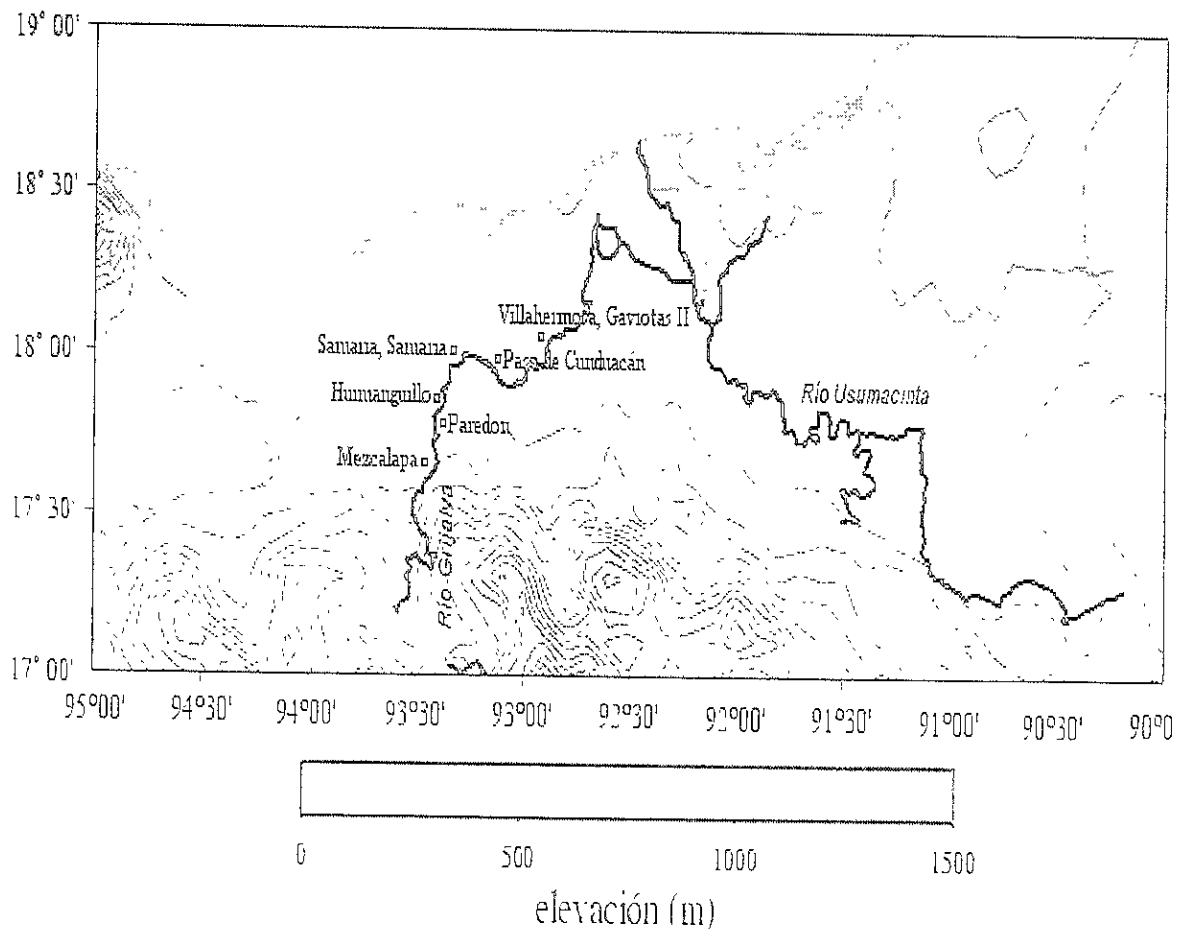 19° 00'
18° 30'
18° 00'
17° 30'
17° 00'
Villahermosa, Gaviotas II
Samaria, Samaria
Paso de Cunduacán
Huimanguillo
Paredon
Mezcalapa
Río Grijalva
Río Usumacinta
95°00' 94°30' 94°00' 93°30' 93°00' 92°30' 92°00' 91°30' 91°00' 90°30' 90°0
0 500 1000 1500
elevación (m)